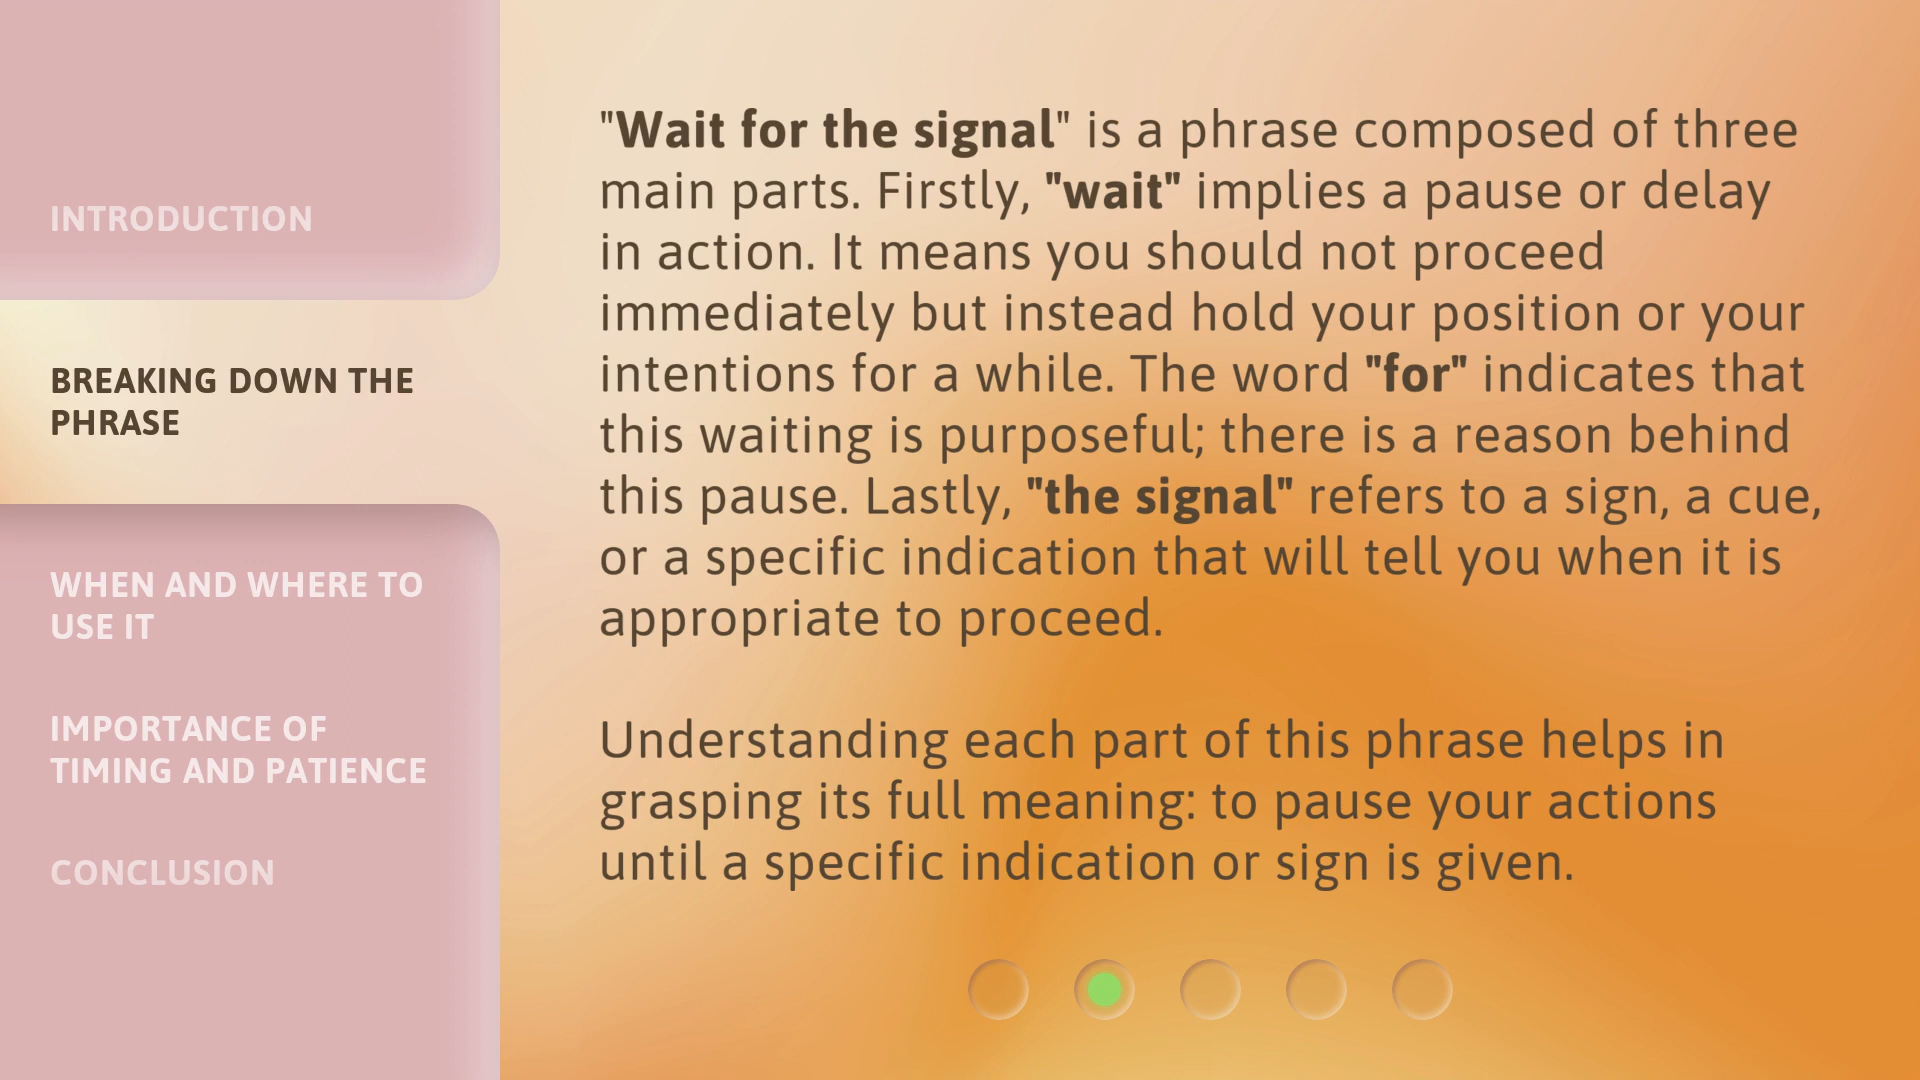 INTRODUCTION
BREAKING DOWN THE
PHRASE
WHEN AND WHERE TO
USE IT
IMPORTANCE OF
TIMING AND PATIENCE
CONCLUSION
"Wait for the signal" is a phrase composed of three
main parts. Firstly, "wait" implies a pause or delay
in action. It means you should not proceed
immediately but instead hold your position or your
intentions for a while. The word "for" indicates that
this waiting is purposeful; there is a reason behind
this pause. Lastly, "the signal" refers to a sign, a cue,
or a specific indication that will tell you when it is
appropriate to proceed.
Understanding each part of this phrase helps in
grasping its full meaning: to pause your actions
until a specific indication or sign is given.